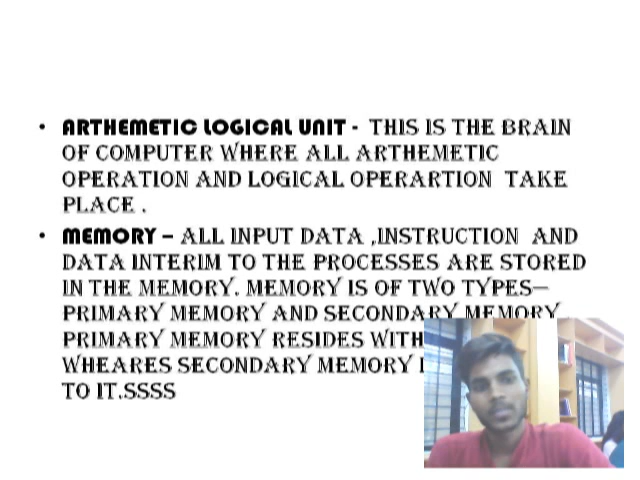 • ARTHEMETIC LOGICAL UNIT - THIS IS THE BRAIN
OF COMPUTER WHERE ALL ARTHEMETIC
OPERATION AND LOGICAL OPERARTION TAKE
PLACE .
• MEMORY – ALL INPUT DATA ,INSTRUCTION AND
DATA INTERIM TO THE PROCESSES ARE STORED
IN THE MEMORY. MEMORY IS OF TWO TYPES–
PRIMARY MEMORY AND SECONDARY MEMORY
PRIMARY MEMORY RESIDES WITH
WHEARES SECONDARY MEMORY
TO IT.SSSS